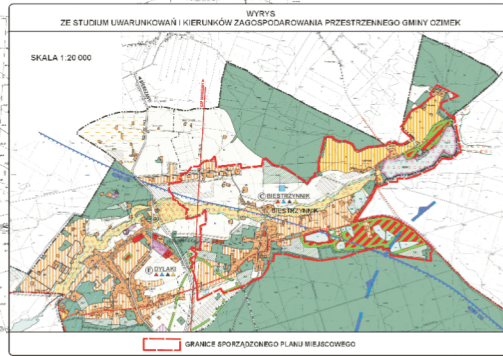 WYRYS
ZE STUDIUM UWARUNKOWAŃ I KIERUNKÓW ZAGOSPODAROWANIA PRZESTRZENNEGO GMINY OZIMEK
SKALA 1:20 000
C BIESTRZYNNIK
BIESTRZYNNIK
DYLAKI
GRANICE SPORZĄDZONEGO PLANU MIEJSCOWEGO